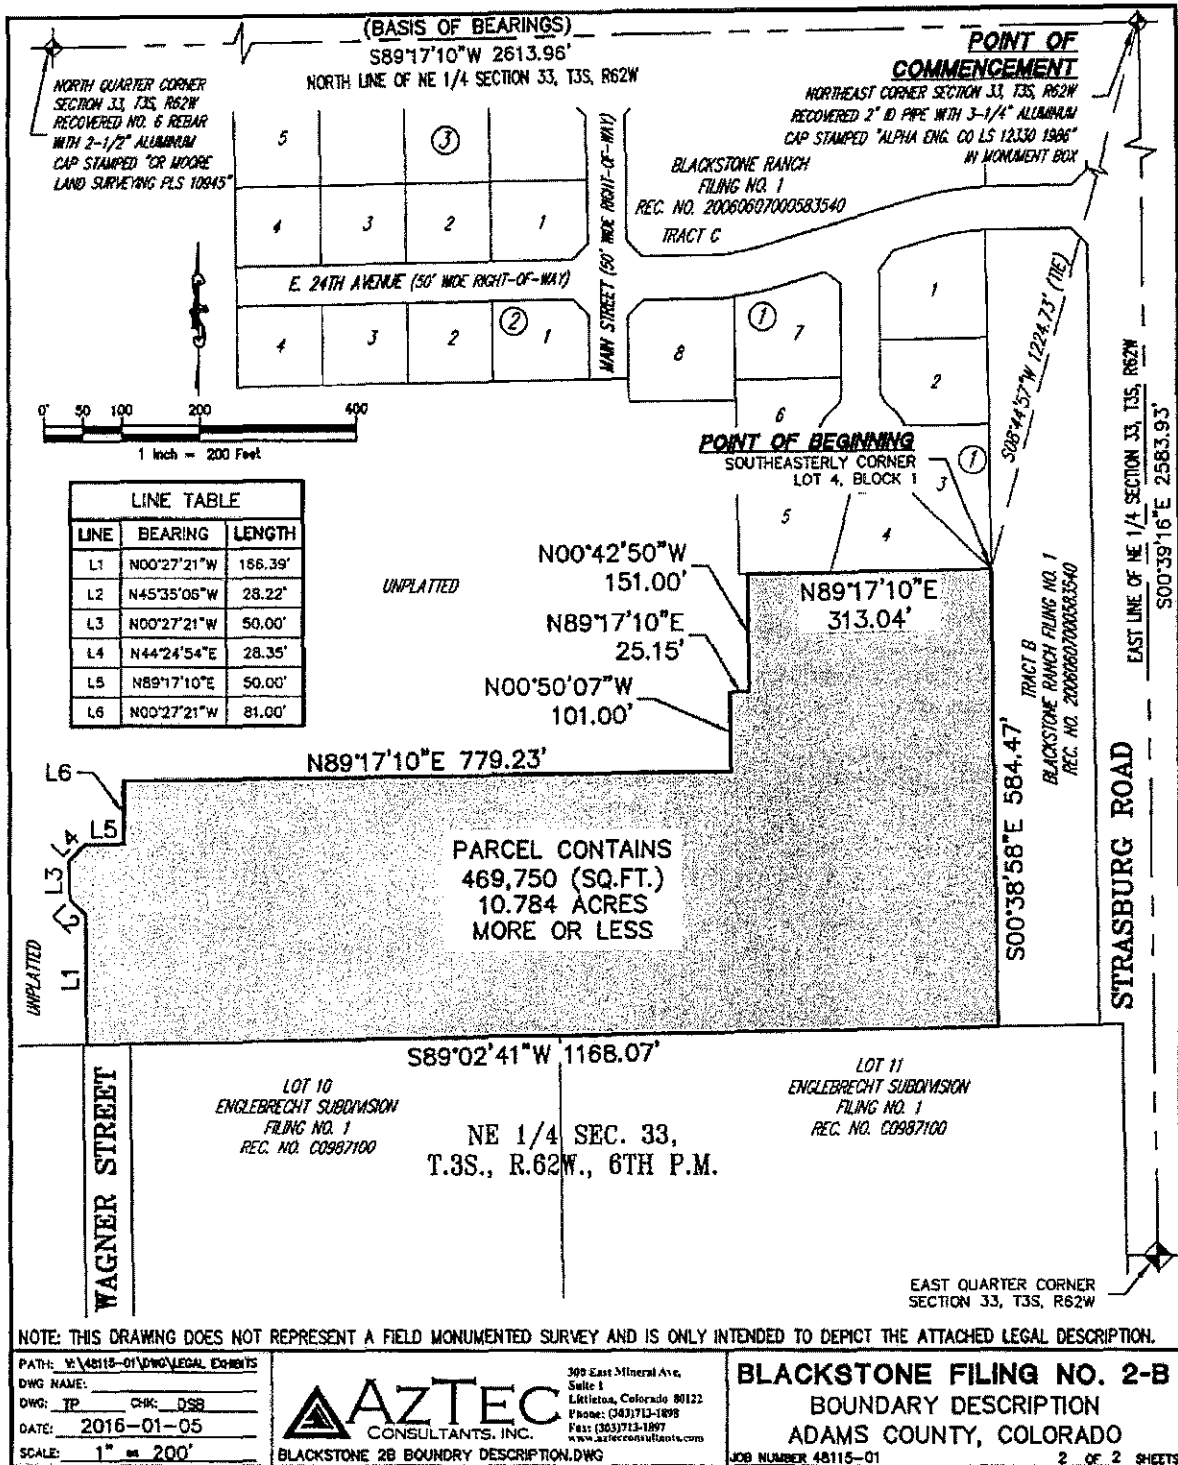 (BASIS OF BEARINGS)
S89°17'10"W 2613.96'
NORTH LINE OF NE 1/4 SECTION 33, T3S, R62W
NORTH QUARTER CORNER
SECTION 33, T3S, R62W
RECOVERED NO. 6 REBAR
WITH 2-1/2" ALUMINUM
CAP STAMPED "CR MOORE
LAND SURVEYING PLS 10945"
POINT OF
COMMENCEMENT
NORTHEAST CORNER SECTION 33, T3S, R62W
RECOVERED 2" ID PIPE WITH 3-1/4" ALUMINUM
CAP STAMPED "ALPHA ENG. CO LS 12330 1986"
IN MONUMENT BOX
BLACKSTONE RANCH
FILING NO. 1
REC. NO. 20060607000583540
TRACT C
5
3
4
3
2
1
E. 24TH AVENUE (50' WIDE RIGHT-OF-WAY)
MAIN STREET (50' WIDE RIGHT-OF-WAY)
4
3
2
2
1
8
1
7
6
5
4
1
2
3
1
S08°44'57"W 1224.73' (TIE)
EAST LINE OF NE 1/4 SECTION 33, T3S, R62W
S00°39'16"E 2583.93'
0' 50 100 200 400
1 inch = 200 Feet
POINT OF BEGINNING
SOUTHEASTERLY CORNER
LOT 4, BLOCK 1
LINE TABLE
LINE BEARING LENGTH
L1 N00°27'21"W 166.39'
L2 N45°35'06"W 28.22'
L3 N00°27'21"W 50.00'
L4 N44°24'54"E 28.35'
L5 N89°17'10"E 50.00'
L6 N00°27'21"W 81.00'
UNPLATTED
N00°42'50"W
151.00'
N89°17'10"E
313.04'
N89°17'10"E
25.15'
N00°50'07"W
101.00'
N89°17'10"E 779.23'
L6
L5
L4
L3
L2
L1
UNPLATTED
PARCEL CONTAINS
469,750 (SQ.FT.)
10.784 ACRES
MORE OR LESS
S00°38'58"E 584.47'
TRACT B
BLACKSTONE RANCH FILING NO. 1
REC. NO. 20060607000583540
STRASBURG ROAD
S89°02'41"W 1168.07'
WAGNER STREET
LOT 10
ENGLEBRECHT SUBDIVISION
FILING NO. 1
REC. NO. C0987100
LOT 11
ENGLEBRECHT SUBDIVISION
FILING NO. 1
REC. NO. C0987100
NE 1/4 SEC. 33,
T.3S., R.62W., 6TH P.M.
EAST QUARTER CORNER
SECTION 33, T3S, R62W
NOTE: THIS DRAWING DOES NOT REPRESENT A FIELD MONUMENTED SURVEY AND IS ONLY INTENDED TO DEPICT THE ATTACHED LEGAL DESCRIPTION.
PATH: V:\48115-01\DWG\LEGAL EXHIBITS
DWG NAME:
DWG: TP CHK: DSB
DATE: 2016-01-05
SCALE: 1" = 200'
AZTEC
CONSULTANTS, INC.
300 East Mineral Ave,
Suite 1
Littleton, Colorado 80122
Phone: (303)713-1898
Fax: (303)713-1897
www.aztecconsultants.com
BLACKSTONE 2B BOUNDRY DESCRIPTION.DWG
BLACKSTONE FILING NO. 2-B
BOUNDARY DESCRIPTION
ADAMS COUNTY, COLORADO
JOB NUMBER 48115-01 2 OF 2 SHEETS